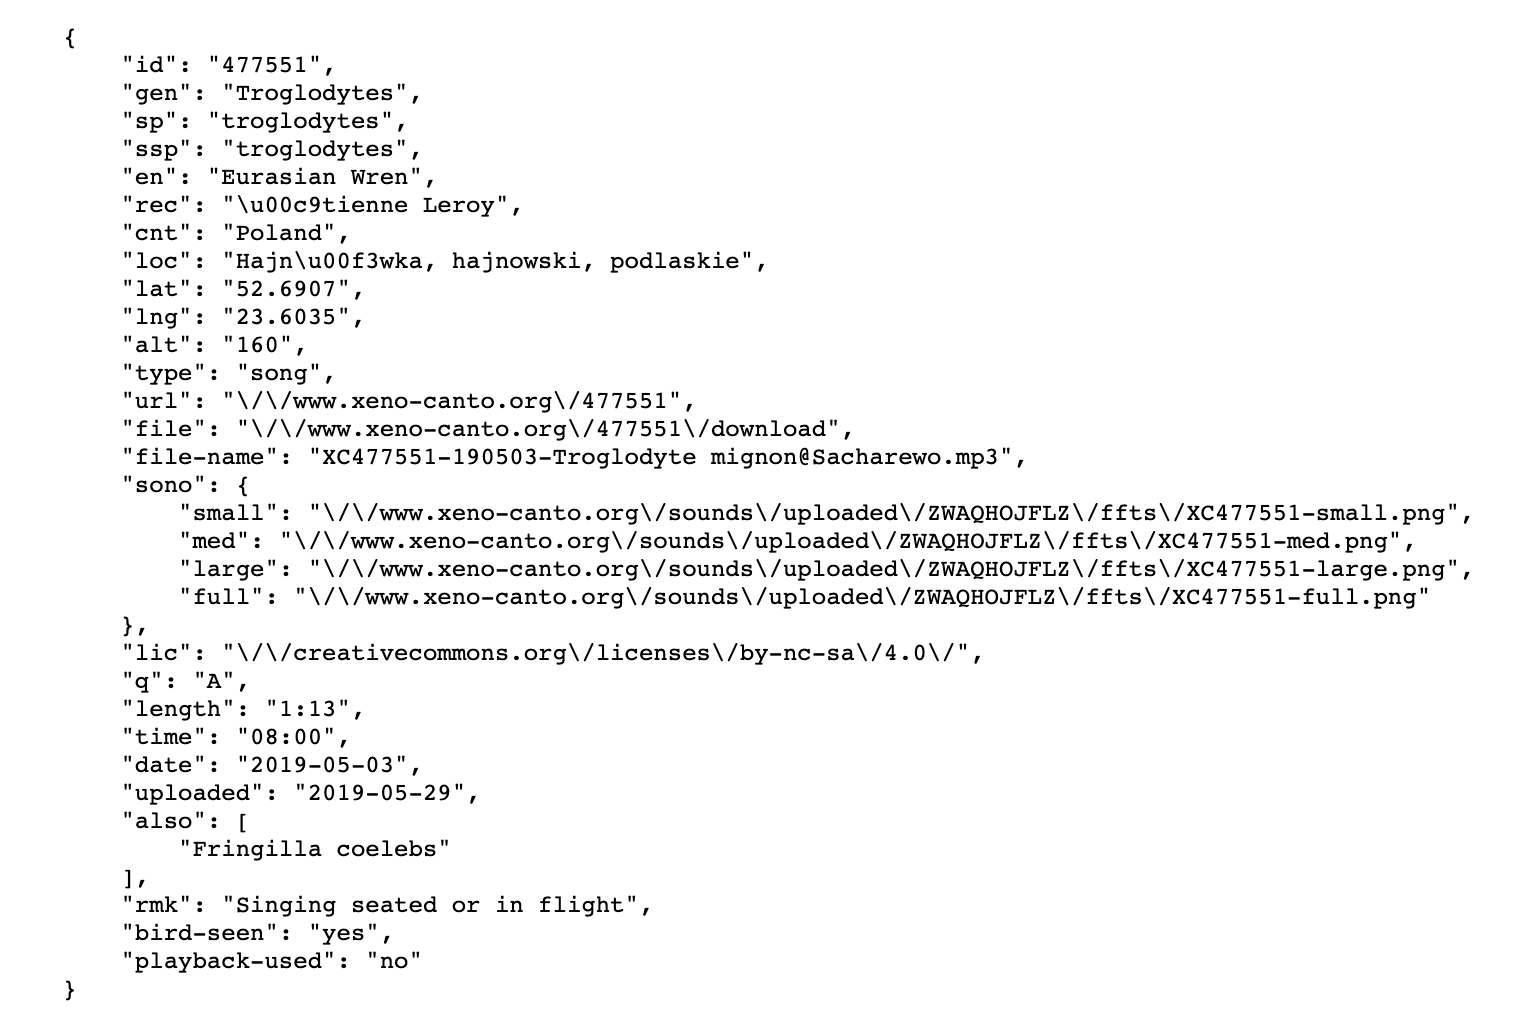 {
"id": "477551",
"gen": "Troglodytes",
"sp": "troglodytes",
"ssp": "troglodytes",
"en": "Eurasian Wren",
"rec": "\u00c9tienne Leroy",
"cnt": "Poland",
"loc": "Hajn\u00f3wka, hajnowski, podlaskie",
"lat": "52.6907",
"lng": "23.6035",
"alt": "160",
"type": "song",
"url": "\/\/www.xeno-canto.org\/477551",
"file": "\/\/www.xeno-canto.org\/477551\/download",
"file-name": "XC477551-190503-Troglodyte mignon@Sacharewo.mp3",
"sono": {
"small": "\/\/www.xeno-canto.org\/sounds\/uploaded\/ZWAQHOJFLZ\/ffts\/XC477551-small.png",
"med": "\/\/www.xeno-canto.org\/sounds\/uploaded\/ZWAQHOJFLZ\/ffts\/XC477551-med.png",
"large": "\/\/www.xeno-canto.org\/sounds\/uploaded\/ZWAQHOJFLZ\/ffts\/XC477551-large.png",
"full": "\/\/www.xeno-canto.org\/sounds\/uploaded\/ZWAQHOJFLZ\/ffts\/XC477551-full.png"
},
"lic": "\/\/creativecommons.org\/licenses\/by-nc-sa\/4.0\/",
"q": "A",
"length": "1:13",
"time": "08:00",
"date": "2019-05-03",
"uploaded": "2019-05-29",
"also": [
"Fringilla coelebs"
],
"rmk": "Singing seated or in flight",
"bird-seen": "yes",
"playback-used": "no"
}